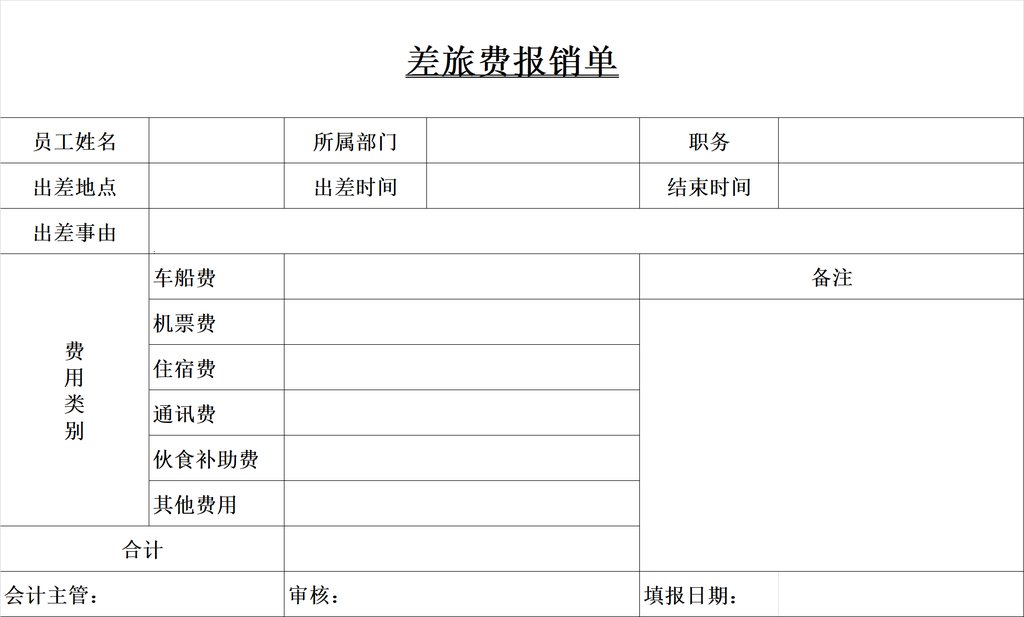 差旅费报销单
员工姓名 所属部门 职务
出差地点 出差时间 结束时间
出差事由
费用类别
车船费 备注
机票费
住宿费
通讯费
伙食补助费
其他费用
合计
会计主管： 审核： 填报日期：